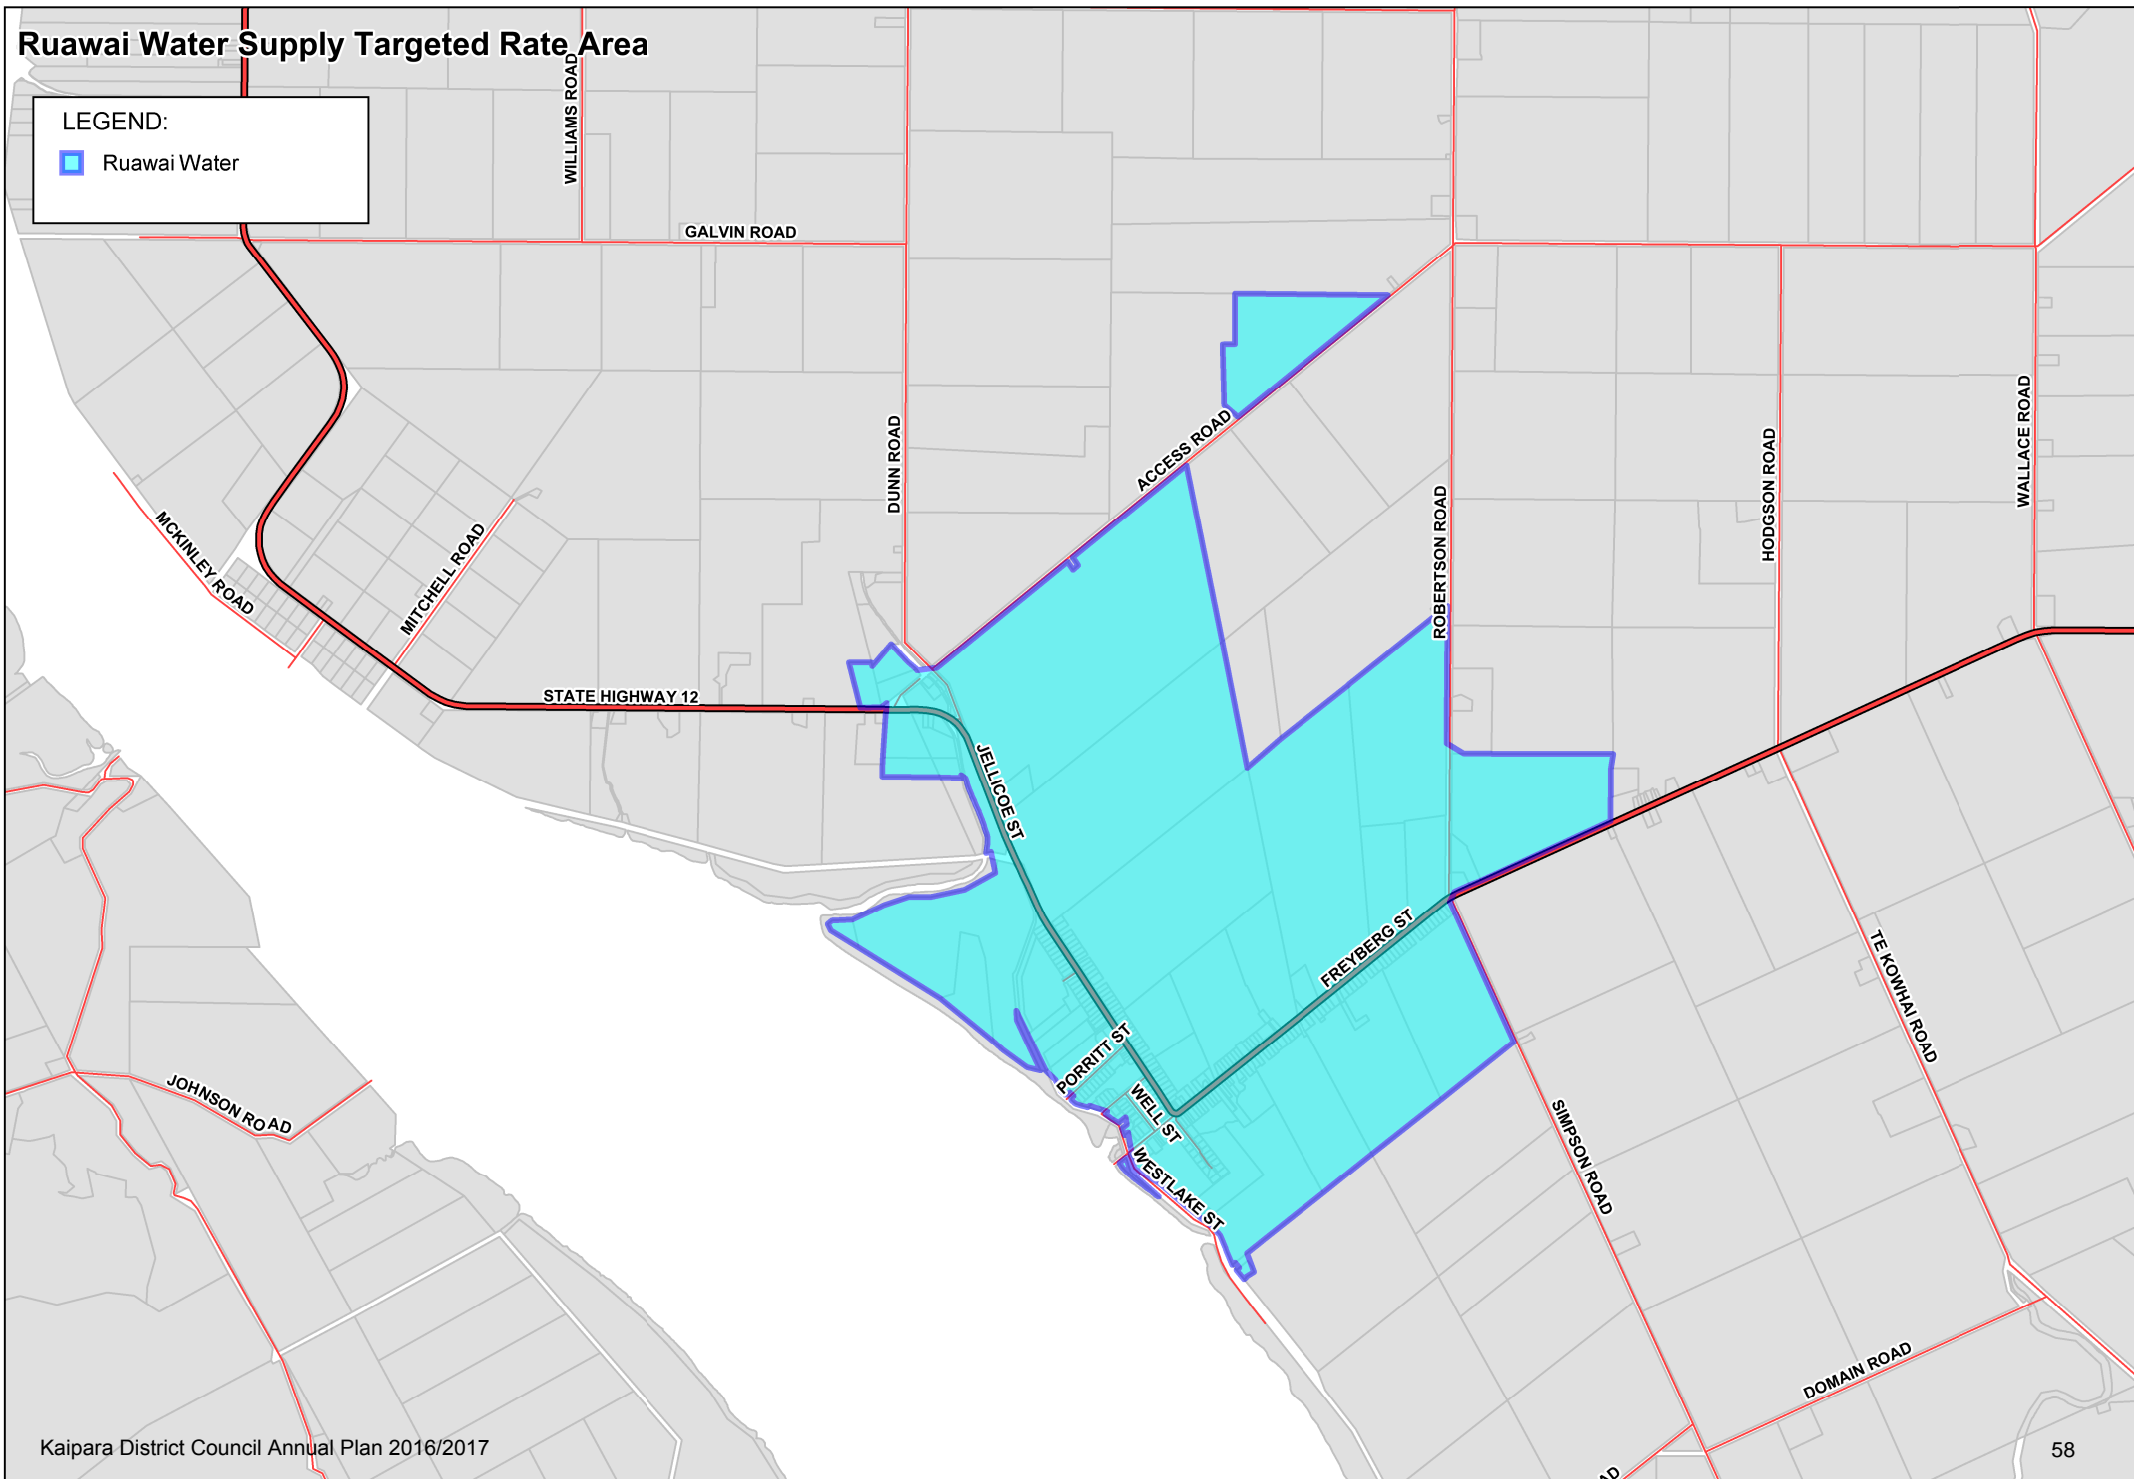 Ruawai Water Supply Targeted Rate Area
LEGEND:
Ruawai Water
WILLIAMS ROAD
GALVIN ROAD
DUNN ROAD
ACCESS ROAD
ROBERTSON ROAD
HODGSON ROAD
WALLACE ROAD
MCKINLEY ROAD
MITCHELL ROAD
STATE HIGHWAY 12
JELLICOE ST
FREYBERG ST
TE KOWHAI ROAD
PORRITT ST
WELL ST
WESTLAKE ST
SIMPSON ROAD
JOHNSON ROAD
DOMAIN ROAD
AD
Kaipara District Council Annual Plan 2016/2017
58